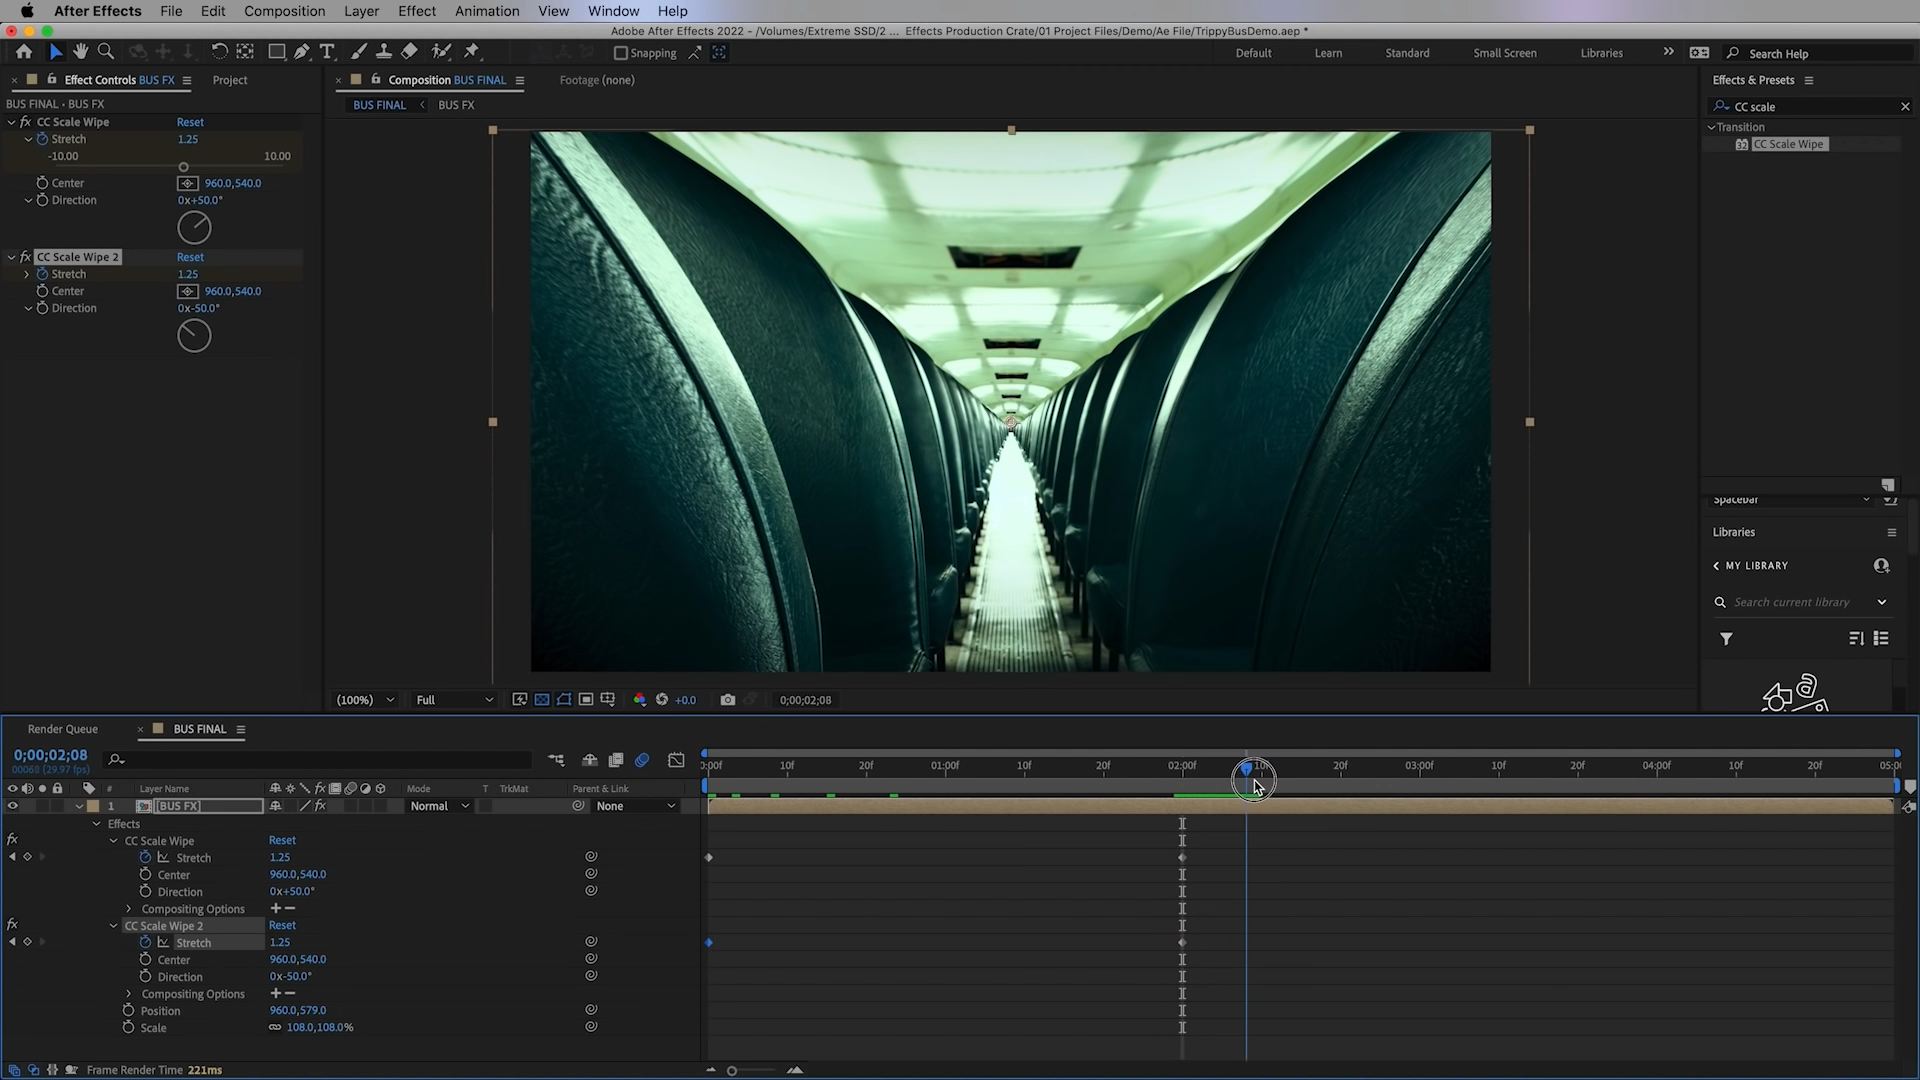 After Effects File Edit Composition Layer Effect Animation View Window Help
Adobe After Effects 2022 - /Volumes/Extreme SSD/2 ... Effects Production Crate/01 Project Files/Demo/Ae File/TrippyBusDemo.aep *
Snapping Default Learn Standard Small Screen Libraries Search Help
Effect Controls BUS FX Project Composition BUS FINAL Footage (none) Effects & Presets
BUS FINAL • BUS FX
BUS FINAL BUS FX
CC scale
CC Scale Wipe Reset
Stretch 1.25
-10.00 10.00
Center 960.0,540.0
Direction 0x+50.0°
CC Scale Wipe 2 Reset
Stretch 1.25
Center 960.0,540.0
Direction 0x-50.0°
Transition
32 CC Scale Wipe
Spacebar
Libraries
MY LIBRARY
Search current library
(100%) Full +0.0 0;00;02;08
Render Queue BUS FINAL
0;00;02;08
00068 (29.97 fps)
0:00f 10f 20f 01:00f 10f 20f 02:00f 10f 20f 03:00f 10f 20f 04:00f 10f 20f 05:00
# Layer Name Mode T TrkMat Parent & Link
1 [BUS FX] Normal None
Effects
CC Scale Wipe Reset
Stretch 1.25
Center 960.0,540.0
Direction 0x+50.0°
Compositing Options
CC Scale Wipe 2 Reset
Stretch 1.25
Center 960.0,540.0
Direction 0x-50.0°
Compositing Options
Position 960.0,579.0
Scale 108.0,108.0%
Frame Render Time 221ms